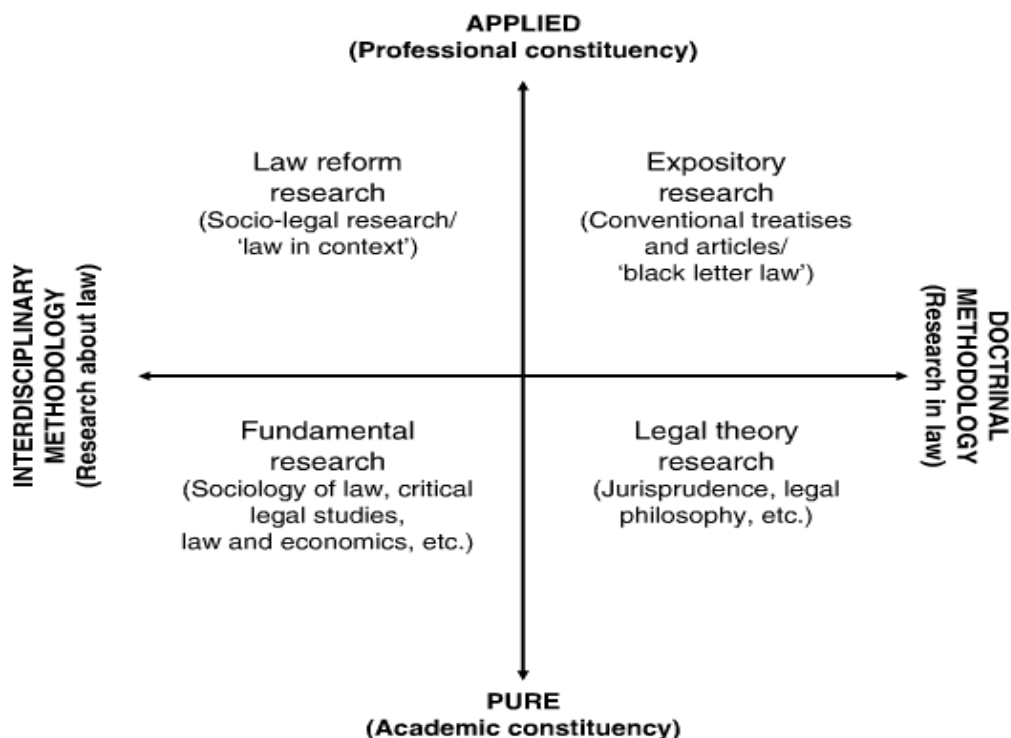 APPLIED
(Professional constituency)
Law reform
research
(Socio-legal research/
‘law in context’)
Expository
research
(Conventional treatises
and articles/
‘black letter law’)
INTERDISCIPLINARY
METHODOLOGY
(Research about law)
DOCTRINAL
METHODOLOGY
(Research in law)
Fundamental
research
(Sociology of law, critical
legal studies,
law and economics, etc.)
Legal theory
research
(Jurisprudence, legal
philosophy, etc.)
PURE
(Academic constituency)